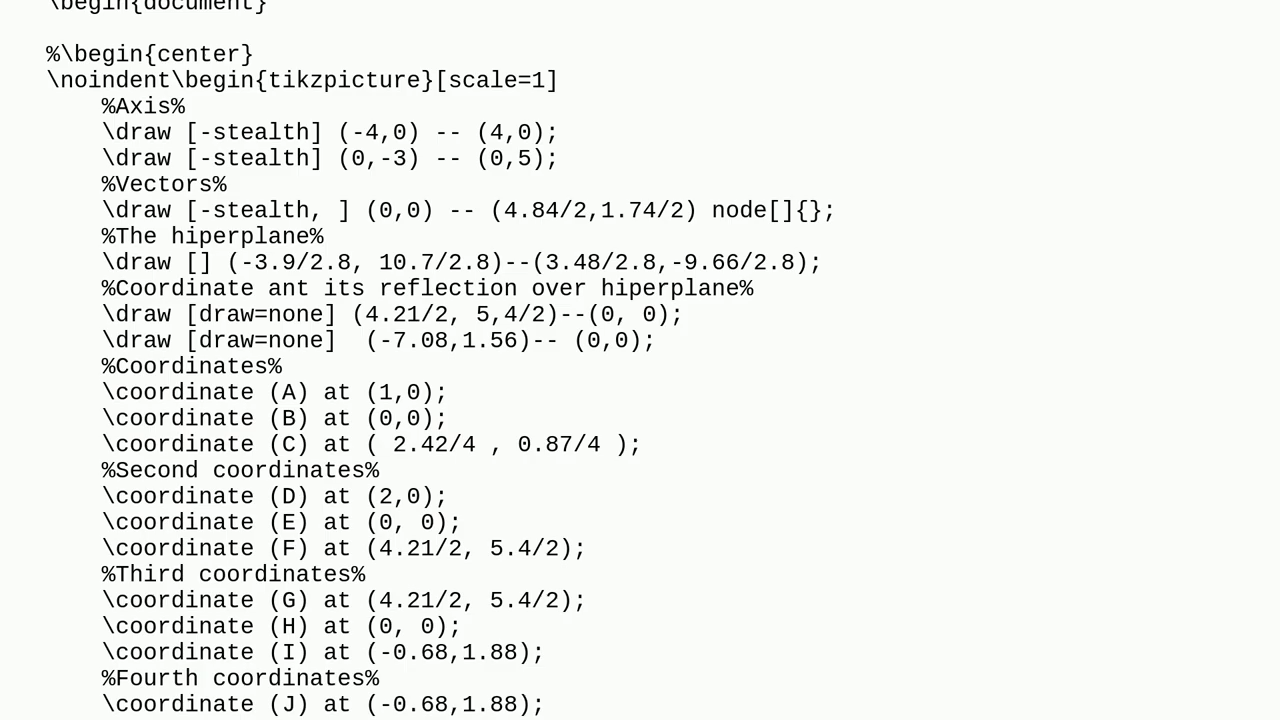 \begin{document}
%\begin{center}
\noindent\begin{tikzpicture}[scale=1]
%Axis%
\draw [-stealth] (-4,0) -- (4,0);
\draw [-stealth] (0,-3) -- (0,5);
%Vectors%
\draw [-stealth, ] (0,0) -- (4.84/2,1.74/2) node[]{};
%The hiperplane%
\draw [] (-3.9/2.8, 10.7/2.8)--(3.48/2.8,-9.66/2.8);
%Coordinate ant its reflection over hiperplane%
\draw [draw=none] (4.21/2, 5,4/2)--(0, 0);
\draw [draw=none]  (-7.08,1.56)-- (0,0);
%Coordinates%
\coordinate (A) at (1,0);
\coordinate (B) at (0,0);
\coordinate (C) at ( 2.42/4 , 0.87/4 );
%Second coordinates%
\coordinate (D) at (2,0);
\coordinate (E) at (0, 0);
\coordinate (F) at (4.21/2, 5.4/2);
%Third coordinates%
\coordinate (G) at (4.21/2, 5.4/2);
\coordinate (H) at (0, 0);
\coordinate (I) at (-0.68,1.88);
%Fourth coordinates%
\coordinate (J) at (-0.68,1.88);